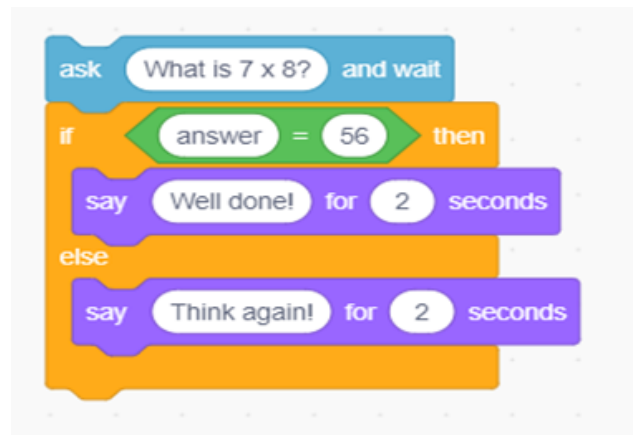 ask What is 7 x 8? and wait
if answer = 56 then
say Well done! for 2 seconds
else
say Think again! for 2 seconds